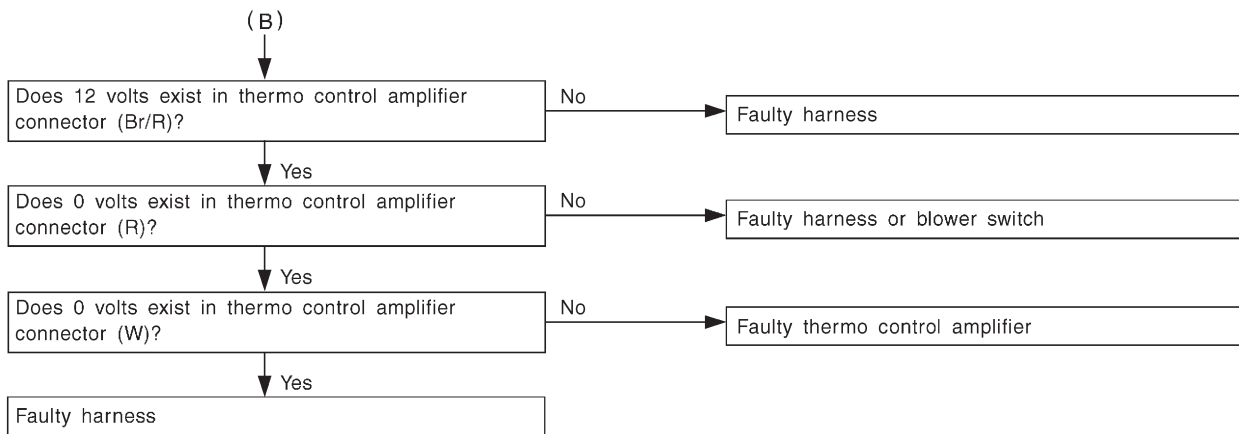 (B)
Does 12 volts exist in thermo control amplifier
connector (Br/R)?
No
Faulty harness
Yes
Does 0 volts exist in thermo control amplifier
connector (R)?
No
Faulty harness or blower switch
Yes
Does 0 volts exist in thermo control amplifier
connector (W)?
No
Faulty thermo control amplifier
Yes
Faulty harness